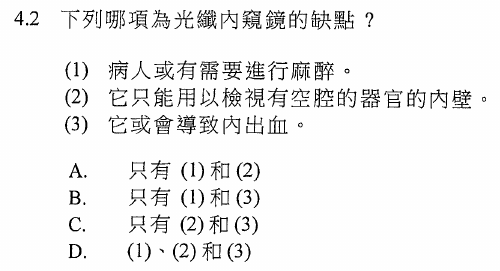 4.2 下列哪項為光纖內窺鏡的缺點？
(1) 病人或有需要進行麻醉。
(2) 它只能用以檢視有空腔的器官的內壁。
(3) 它或會導致內出血。
A. 只有 (1) 和 (2)
B. 只有 (1) 和 (3)
C. 只有 (2) 和 (3)
D. (1)、(2) 和 (3)